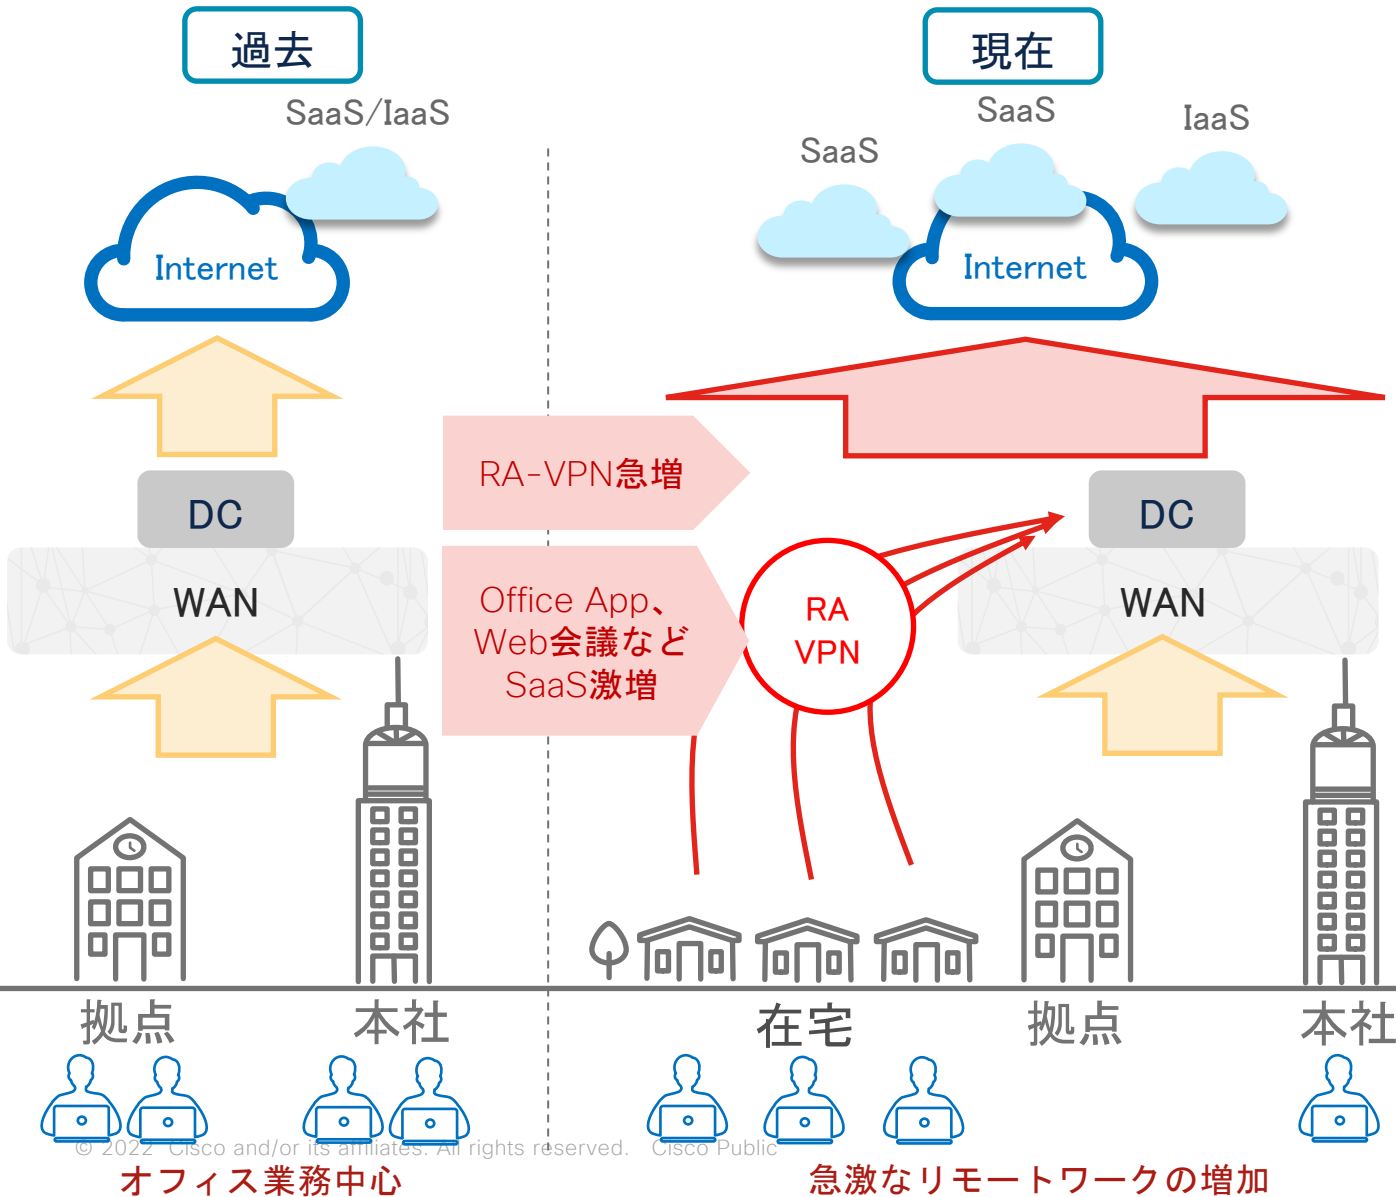 過去
SaaS/IaaS
Internet
DC
WAN
拠点
本社
オフィス業務中心
RA-VPN急増
Office App、
Web会議など
SaaS激増
現在
SaaS
SaaS
IaaS
Internet
RA
VPN
DC
WAN
在宅
拠点
本社
急激なリモートワークの増加
© 2022 Cisco and/or its affiliates. All rights reserved. Cisco Public